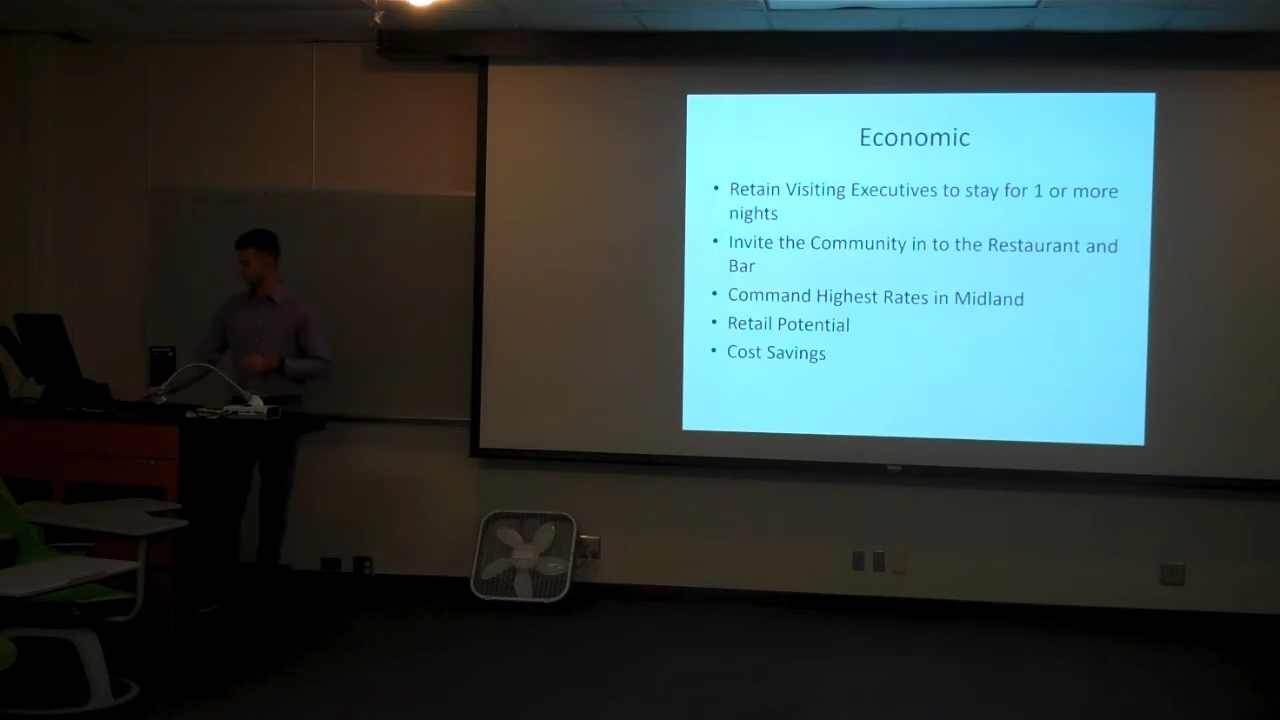 Economic
• Retain Visiting Executives to stay for 1 or more
nights
• Invite the Community in to the Restaurant and
Bar
• Command Highest Rates in Midland
• Retail Potential
• Cost Savings